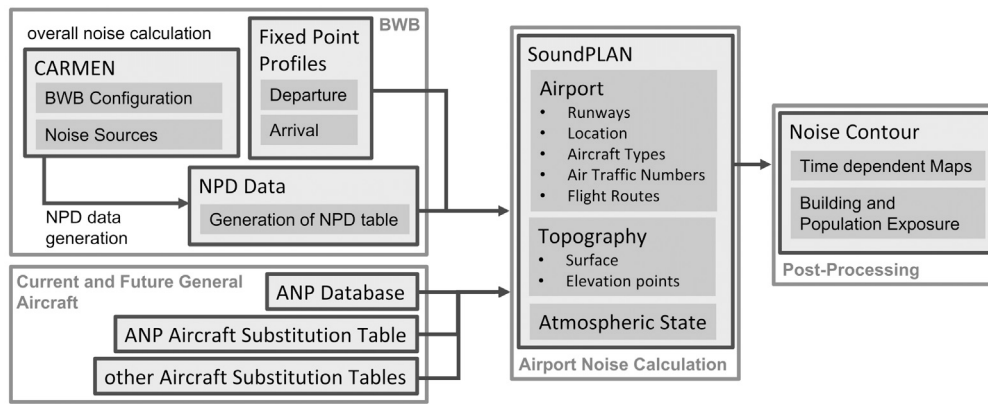 BWB
overall noise calculation
CARMEN
BWB Configuration
Noise Sources
Fixed Point
Profiles
Departure
Arrival
NPD data
generation
NPD Data
Generation of NPD table
Current and Future General
Aircraft
ANP Database
ANP Aircraft Substitution Table
other Aircraft Substitution Tables
SoundPLAN
Airport
• Runways
• Location
• Aircraft Types
• Air Traffic Numbers
• Flight Routes
Topography
• Surface
• Elevation points
Atmospheric State
Airport Noise Calculation
Noise Contour
Time dependent Maps
Building and
Population Exposure
Post-Processing